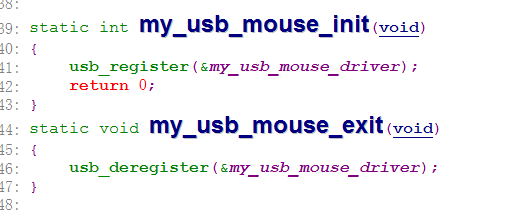 38:
39: static int my_usb_mouse_init(void)
40: {
41: usb_register(&my_usb_mouse_driver);
42: return 0;
43: }
44: static void my_usb_mouse_exit(void)
45: {
46: usb_deregister(&my_usb_mouse_driver);
47: }
48: